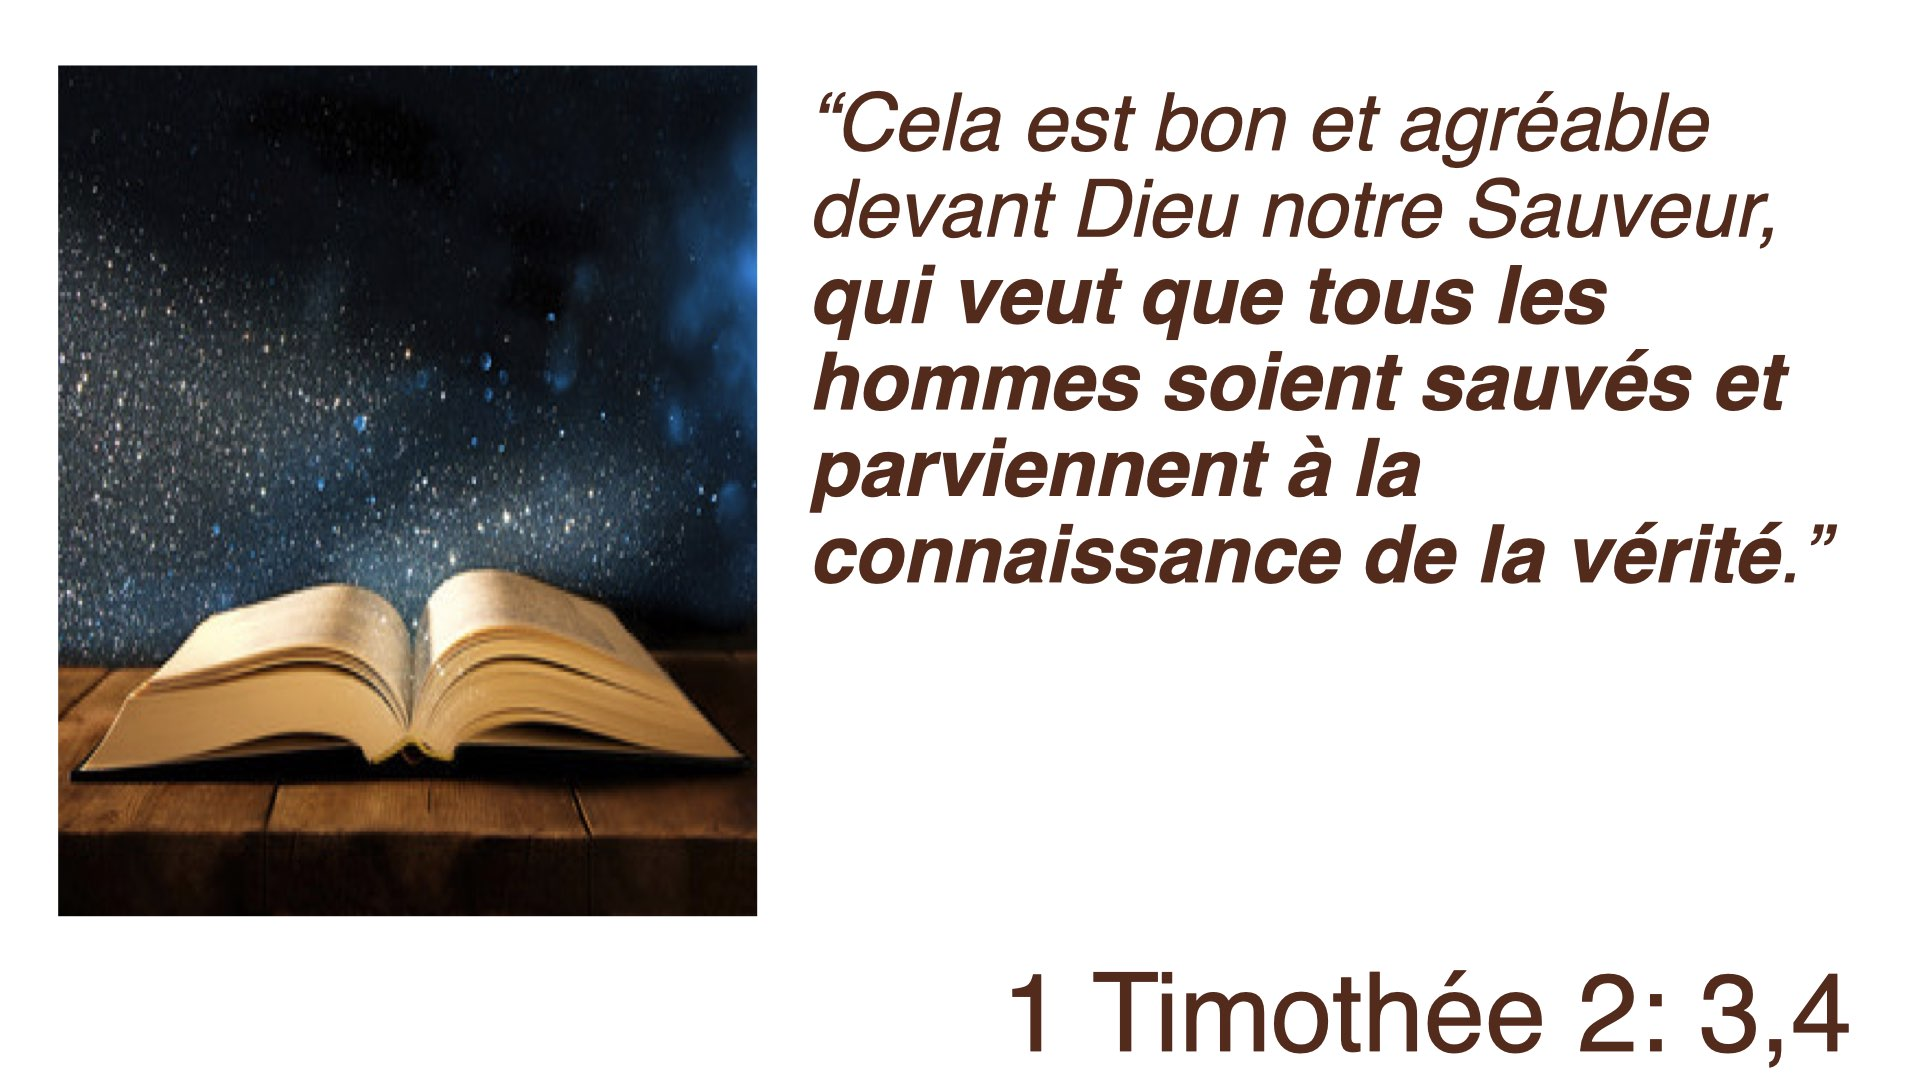 “Cela est bon et agréable
devant Dieu notre Sauveur,
qui veut que tous les
hommes soient sauvés et
parviennent à la
connaissance de la vérité.”
1 Timothée 2: 3,4